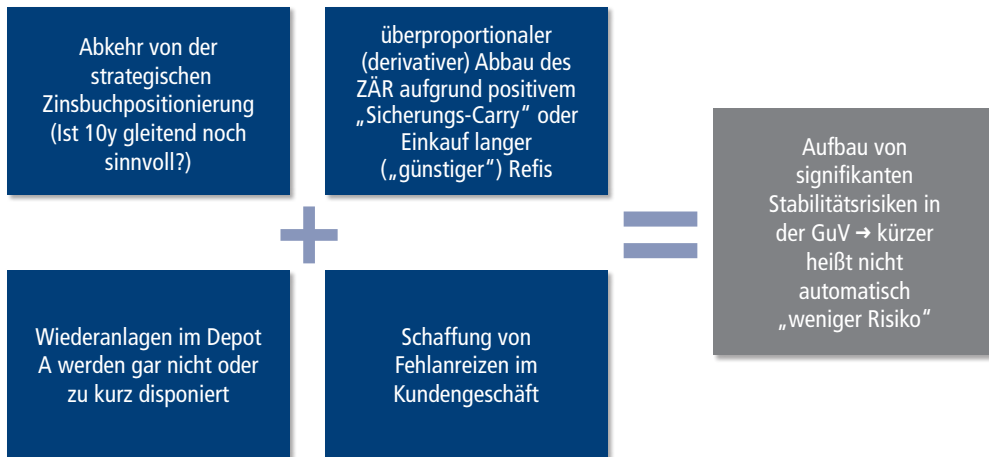 Abkehr von der
strategischen
Zinsbuchpositionierung
(Ist 10y gleitend noch
sinnvoll?)
überproportionaler
(derivativer) Abbau des
ZÄR aufgrund positivem
„Sicherungs-Carry“ oder
Einkauf langer
(„günstiger“) Refis
+
=
Wiederanlagen im Depot
A werden gar nicht oder
zu kurz disponiert
Schaffung von
Fehlanreizen im
Kundengeschäft
Aufbau von
signifikanten
Stabilitätsrisiken in
der GuV ➔ kürzer
heißt nicht
automatisch
„weniger Risiko“